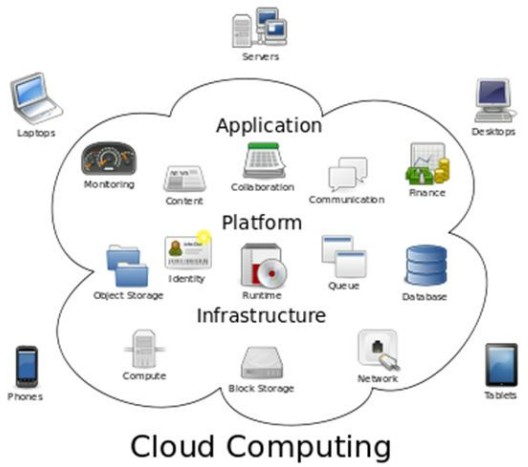 Servers
Laptops
Desktops
Application
Monitoring
Content
NEWS
Collaboration
Communication
Finance
Platform
Object Storage
Identity
Runtime
Queue
Database
Infrastructure
Compute
Block Storage
Network
Phones
Tablets
Cloud Computing